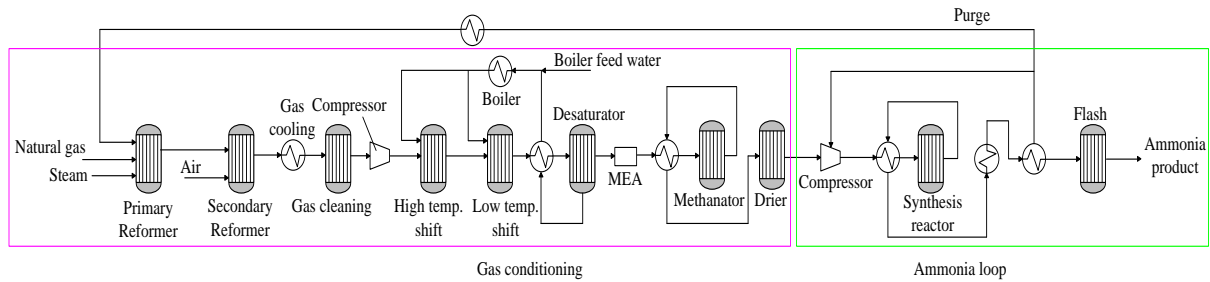 Purge
Boiler feed water
Boiler
Gas
cooling
Compressor
Desaturator
Flash
Natural gas
Steam
Air
MEA
Ammonia
product
Compressor
Primary
Reformer
Secondary
Reformer
Gas cleaning
High temp.
shift
Low temp.
shift
Methanator
Drier
Synthesis
reactor
Gas conditioning
Ammonia loop